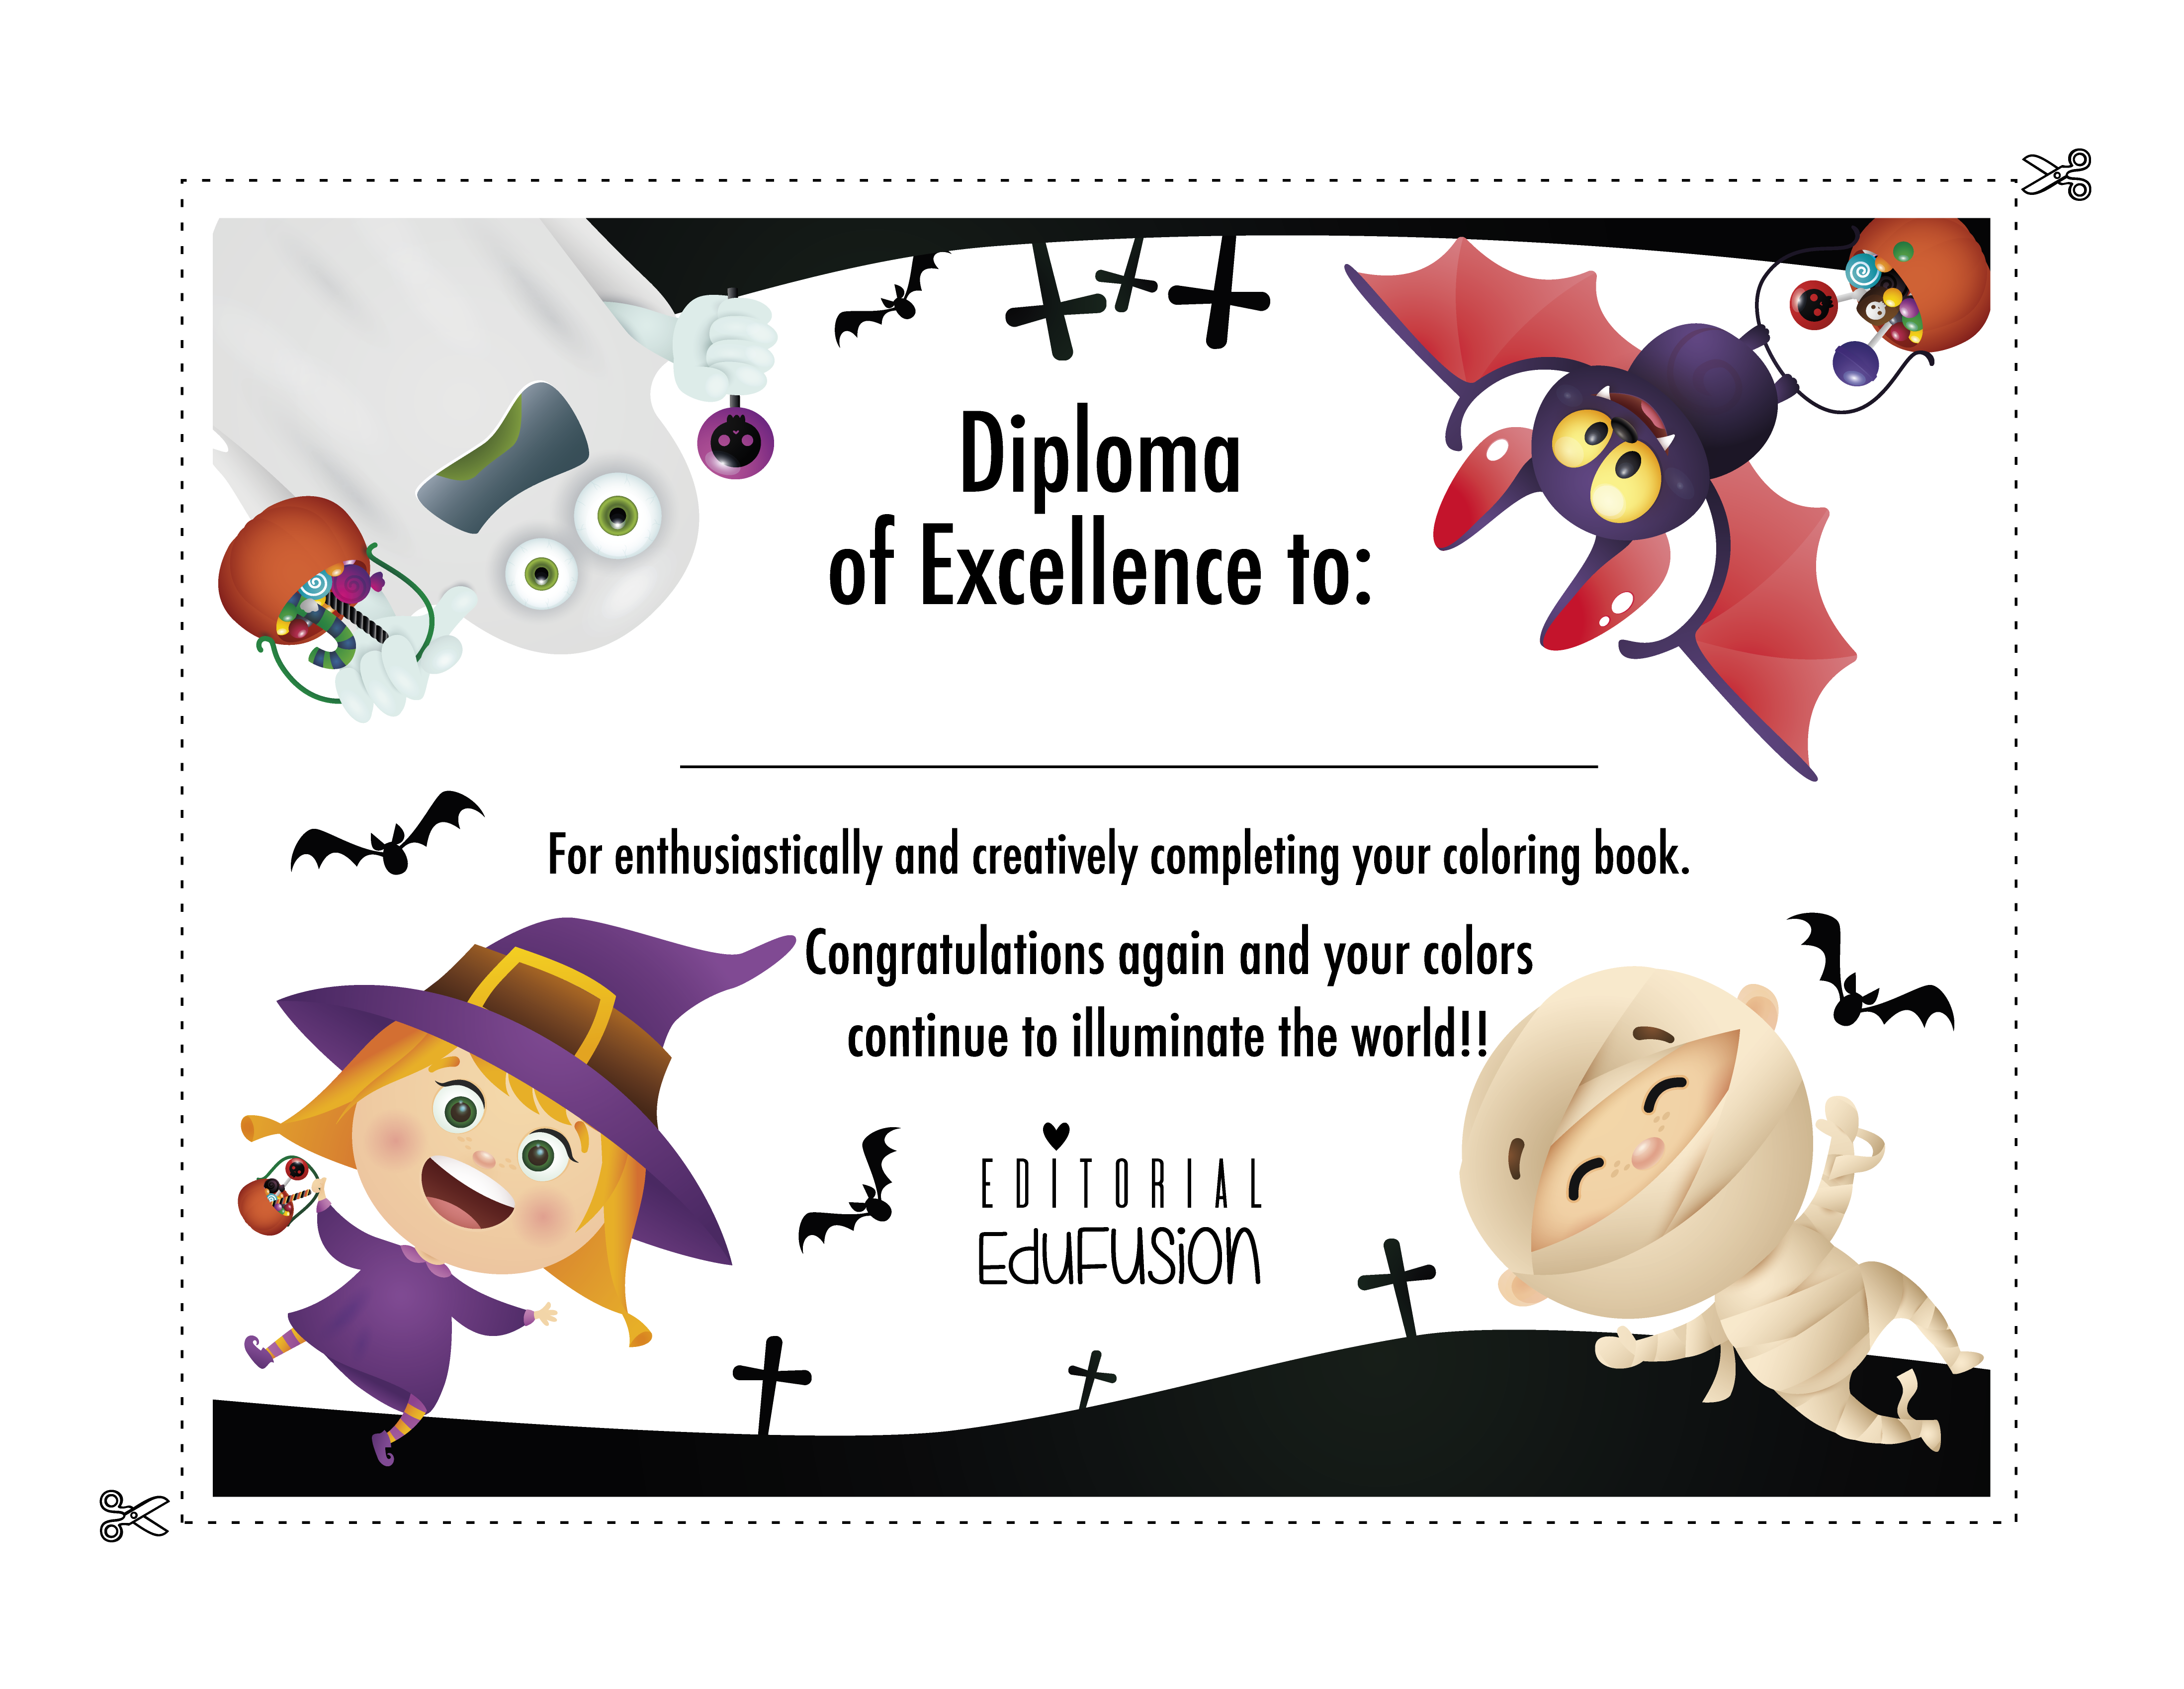 Diploma
of Excellence to:
For enthusiastically and creatively completing your coloring book.
Congratulations again and your colors
continue to illuminate the world!!
EDITORIAL
EduFusion